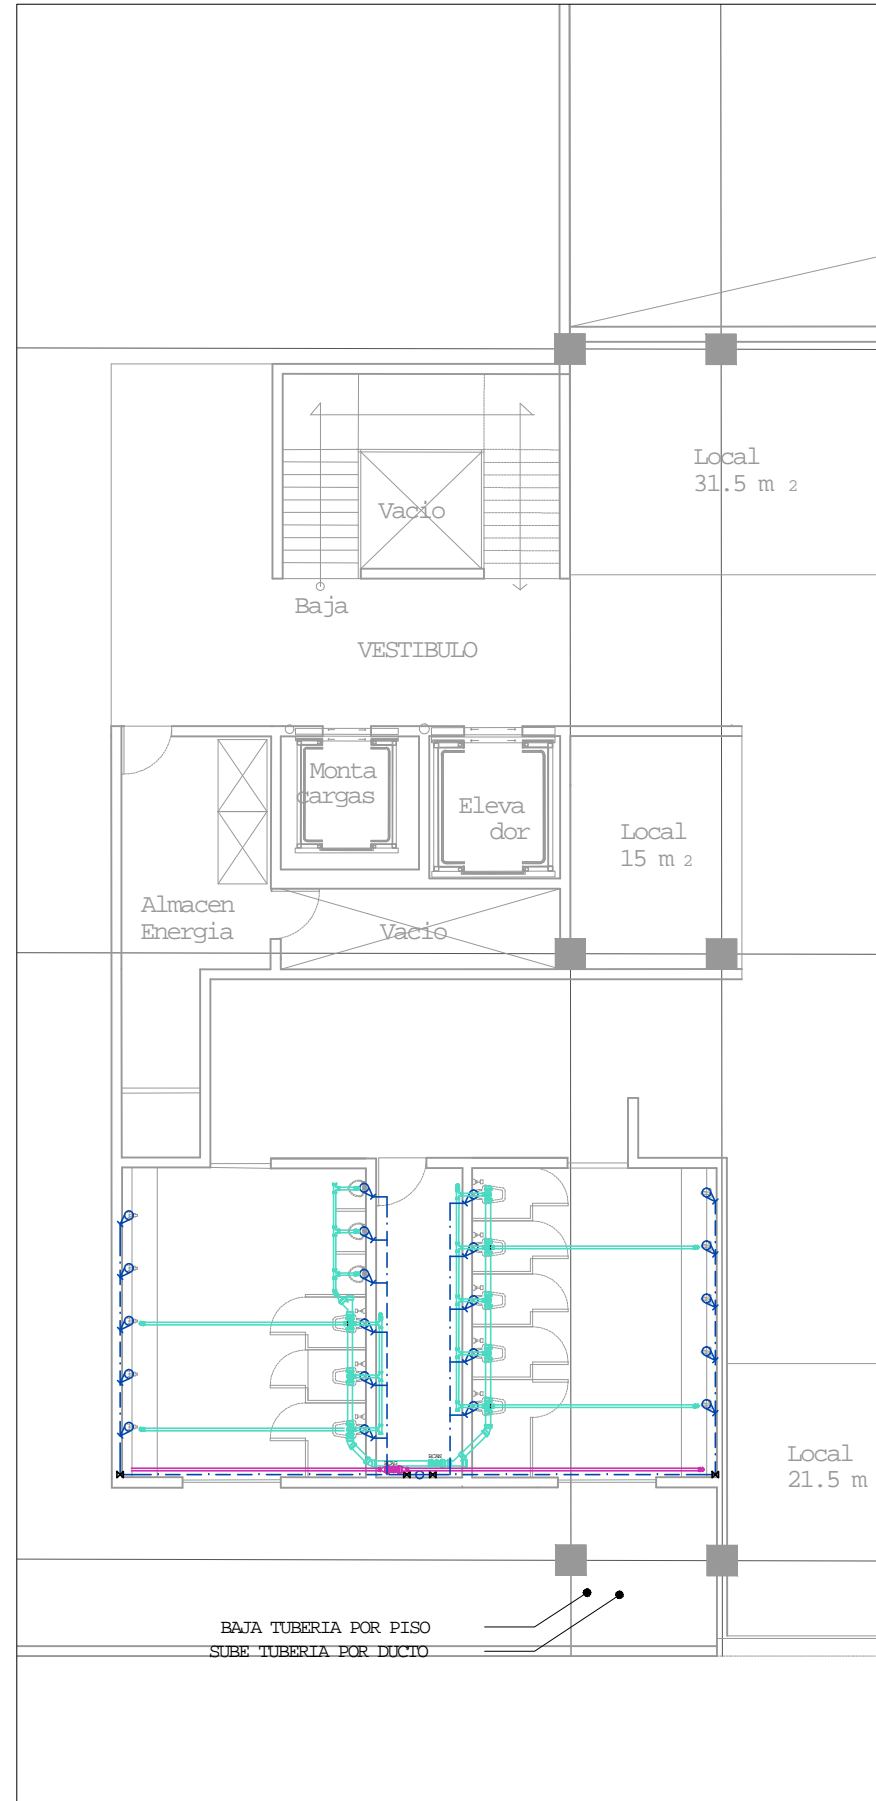 Local
31.5 m 2
Vacio
Baja
VESTIBULO
Monta
cargas
Eleva
dor
Local
15 m 2
Almacen
Energia
Vacio
Local
21.5 m
BAJA TUBERIA POR PISO
SUBE TUBERIA POR DUCTO